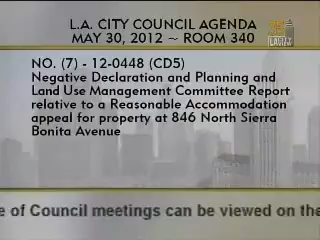 L.A. CITY COUNCIL AGENDA
MAY 30, 2012 ~ ROOM 340
NO. (7) - 12-0448 (CD5)
Negative Declaration and Planning and
Land Use Management Committee Report
relative to a Reasonable Accommodation
appeal for property at 846 North Sierra
Bonita Avenue
e of Council meetings can be viewed on the